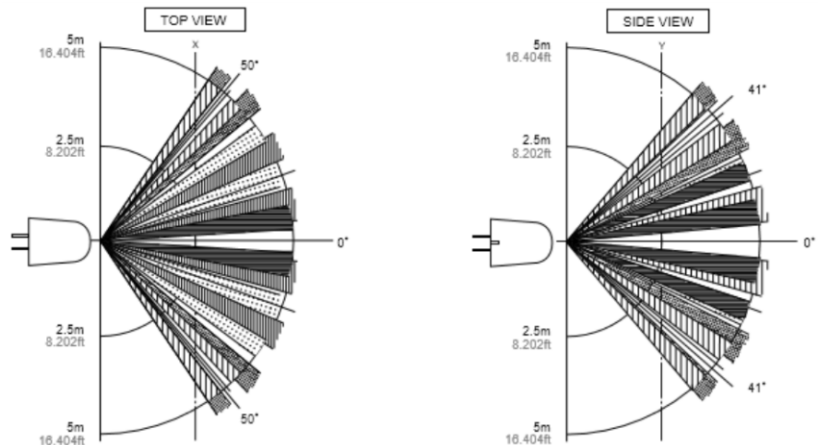 TOP VIEW
5m
16.404ft
X
50°
2.5m
8.202ft
0°
2.5m
8.202ft
50°
5m
16.404ft
SIDE VIEW
5m
16.404ft
Y
41°
2.5m
8.202ft
0°
2.5m
8.202ft
41°
5m
16.404ft